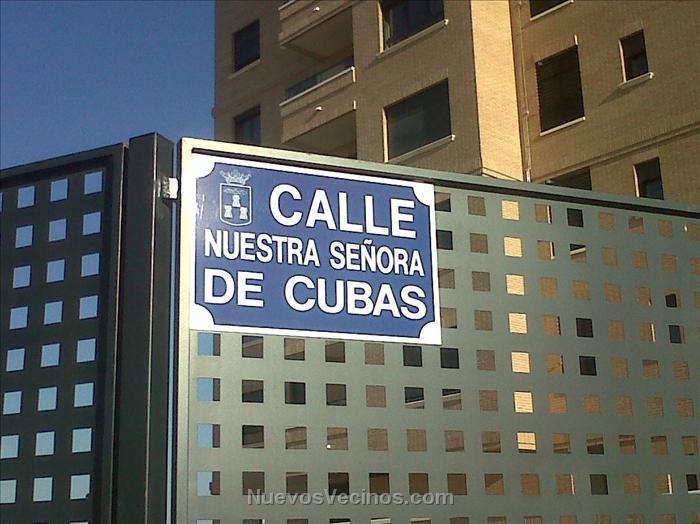 CALLE
NUESTRA SEÑORA
DE CUBAS
NuevosVecinos.com